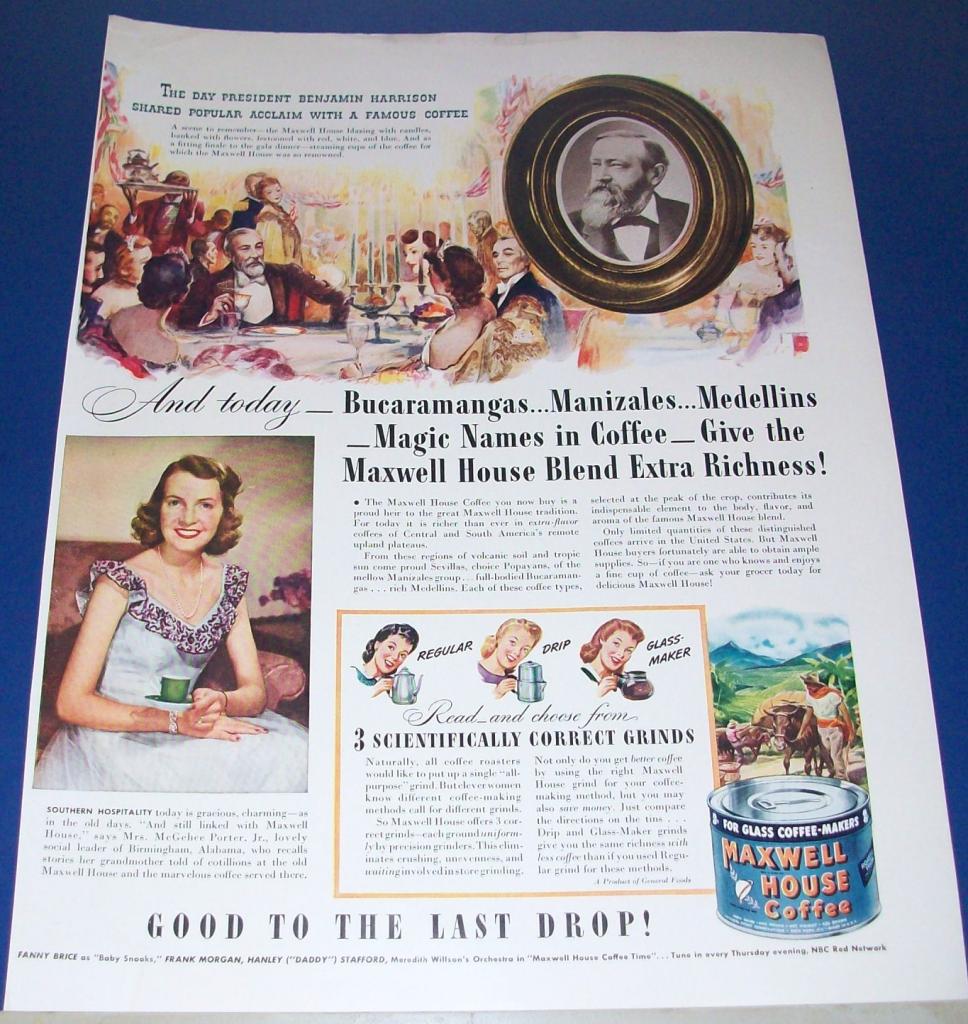 THE DAY PRESIDENT BENJAMIN HARRISON
SHARED POPULAR ACCLAIM WITH A FAMOUS COFFEE
A scene to remember—the Maxwell House blazing with candles,
banked with flowers, festooned with red, white, and blue. And as
a fitting finale to the gala dinner—steaming cups of the coffee for
which the Maxwell House was so renowned.
And today—Bucaramangas...Manizales...Medellins
—Magic Names in Coffee—Give the
Maxwell House Blend Extra Richness!
• The Maxwell House Coffee you now buy is a
proud heir to the great Maxwell House tradition.
For today it is richer than ever in extra-flavor
coffees of Central and South America's remote
upland plateaus.
From these regions of volcanic soil and tropic
sun come proud Sevillas, choice Popayans, of the
mellow Manizales group...full-bodied Bucaraman-
gas...rich Medellins. Each of these coffee types,
selected at the peak of the crop, contributes its
indispensable element to the body, flavor, and
aroma of the famous Maxwell House blend.
Only limited quantities of these distinguished
coffees arrive in the United States. But Maxwell
House buyers fortunately are able to obtain ample
supplies. So—if you are one who knows and enjoys
a fine cup of coffee—ask your grocer today for
delicious Maxwell House!
REGULAR
DRIP
GLASS-
MAKER
Read—and choose from
3 SCIENTIFICALLY CORRECT GRINDS
Naturally, all coffee roasters
would like to put up a single "all-
purpose" grind. But clever women
know different coffee-making
methods call for different grinds.
So Maxwell House offers 3 cor-
rect grinds—each ground uniform-
ly by precision grinders. This elim-
inates crushing, unevenness, and
waiting involved in store grinding.
Not only do you get better coffee
by using the right Maxwell
House grind for your coffee-
making method, but you may
also save money. Just compare
the directions on the tins...
Drip and Glass-Maker grinds
give you the same richness with
less coffee than if you used Regu-
lar grind for these methods.
A Product of General Foods
SOUTHERN HOSPITALITY today is gracious, charming—as
in the old days. "And still linked with Maxwell
House," says Mrs. McGehee Porter, Jr., lovely
social leader of Birmingham, Alabama, who recalls
stories her grandmother told of cotillions at the old
Maxwell House and the marvelous coffee served there.
FOR GLASS COFFEE-MAKERS
MAXWELL
HOUSE
Coffee
GOOD TO THE LAST DROP!
FANNY BRICE as "Baby Snooks," FRANK MORGAN, HANLEY ("DADDY") STAFFORD, Meredith Willson's Orchestra in "Maxwell House Coffee Time"...Tune in every Thursday evening, NBC Red Network